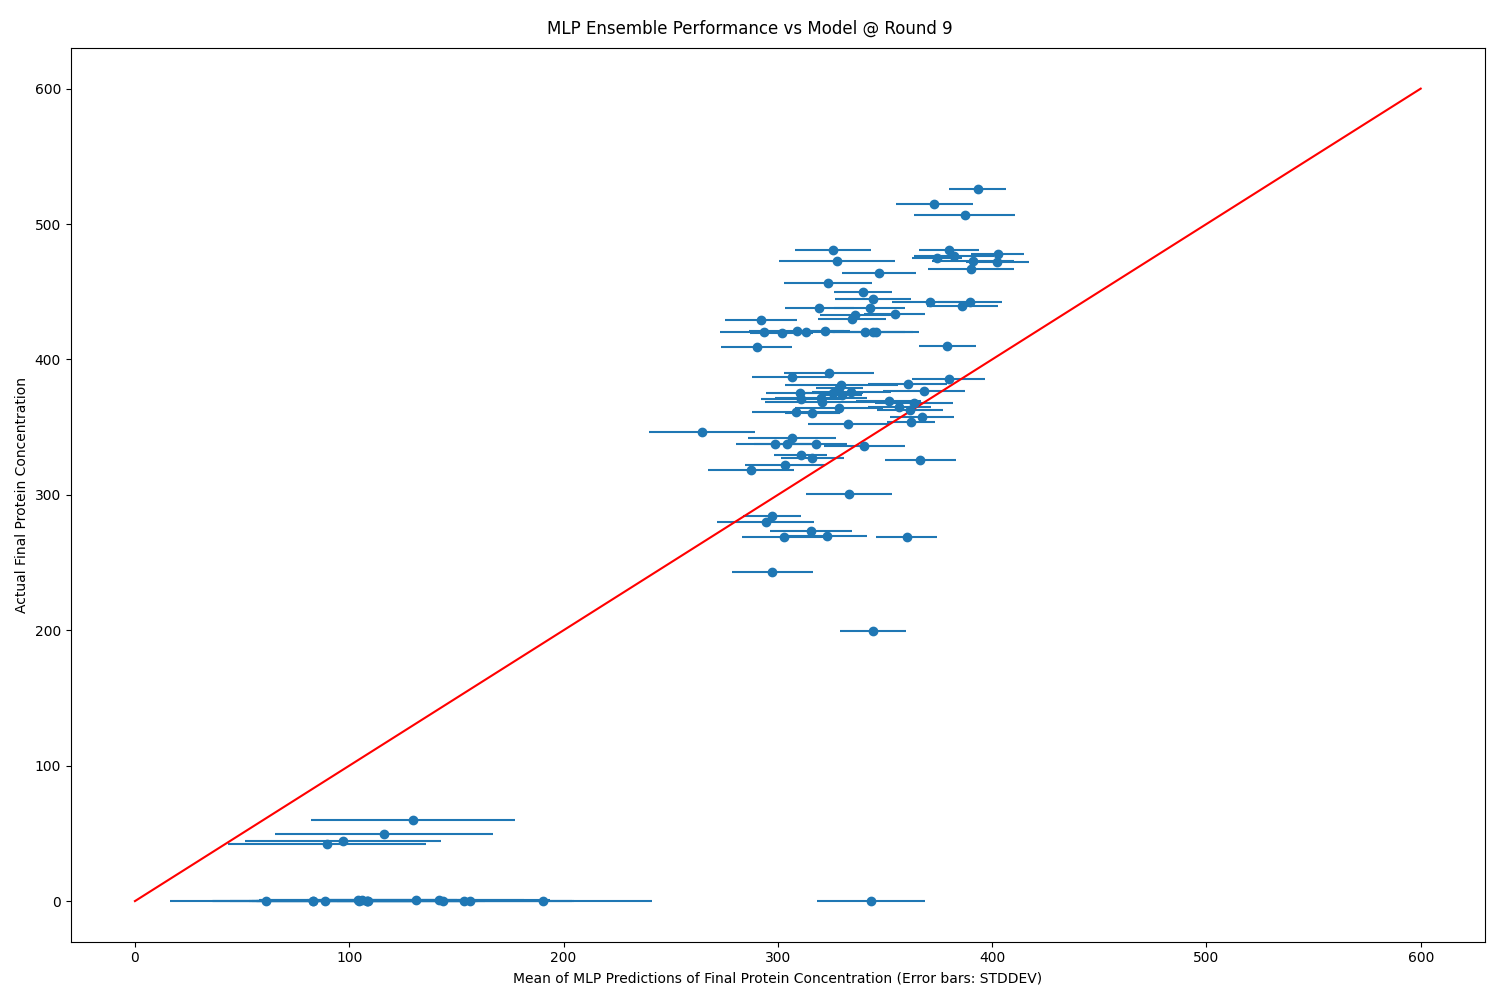 MLP Ensemble Performance vs Model @ Round 9
600
500
400
300
200
100
0
Actual Final Protein Concentration
0 100 200 300 400 500 600
Mean of MLP Predictions of Final Protein Concentration (Error bars: STDDEV)